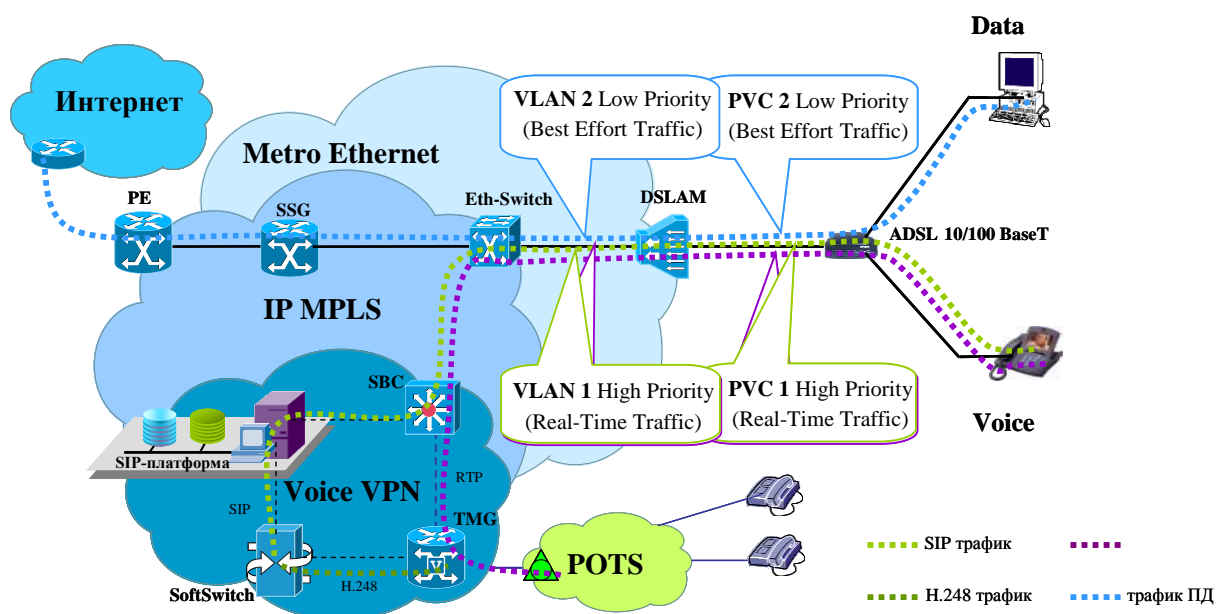 Data
Интернет
VLAN 2 Low Priority
(Best Effort Traffic)
PVC 2 Low Priority
(Best Effort Traffic)
Metro Ethernet
PE
SSG
Eth-Switch
DSLAM
ADSL 10/100 BaseT
IP MPLS
SBC
VLAN 1 High Priority
(Real-Time Traffic)
PVC 1 High Priority
(Real-Time Traffic)
Voice
SIP-платформа
Voice VPN
RTP
SIP
TMG
V
POTS
SoftSwitch
H.248
SIP трафик
H.248 трафик
трафик ПД